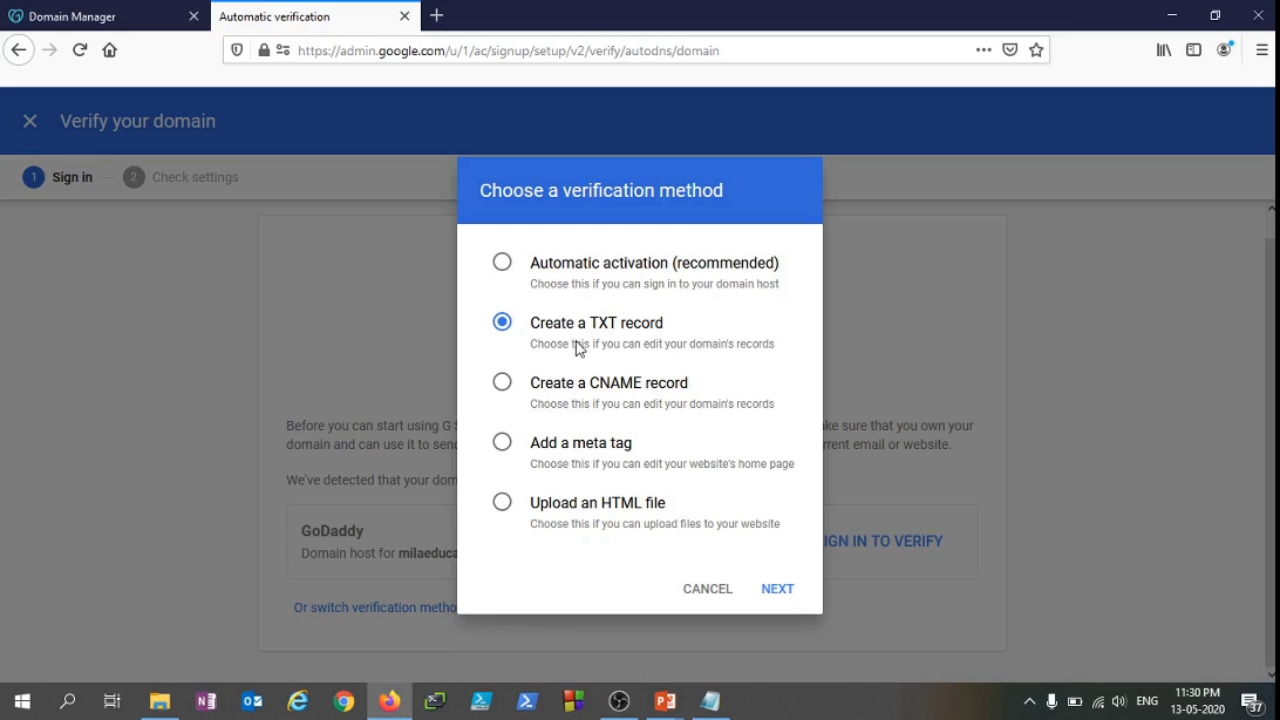 Domain Manager
Automatic verification
https://admin.google.com/u/1/ac/signup/setup/v2/verify/autodns/domain
Verify your domain
1 Sign in
2 Check settings
Choose a verification method
Automatic activation (recommended)
Choose this if you can sign in to your domain host
Create a TXT record
Choose this if you can edit your domain's records
Create a CNAME record
Choose this if you can edit your domain's records
Add a meta tag
Choose this if you can edit your website's home page
Upload an HTML file
Choose this if you can upload files to your website
CANCEL NEXT
Before you can start using G S ke sure that you own your
domain and can use it to sen rrent email or website.
We've detected that your dom
GoDaddy
Domain host for milaeduca
IGN IN TO VERIFY
Or switch verification metho
ENG
11:30 PM
13-05-2020
37